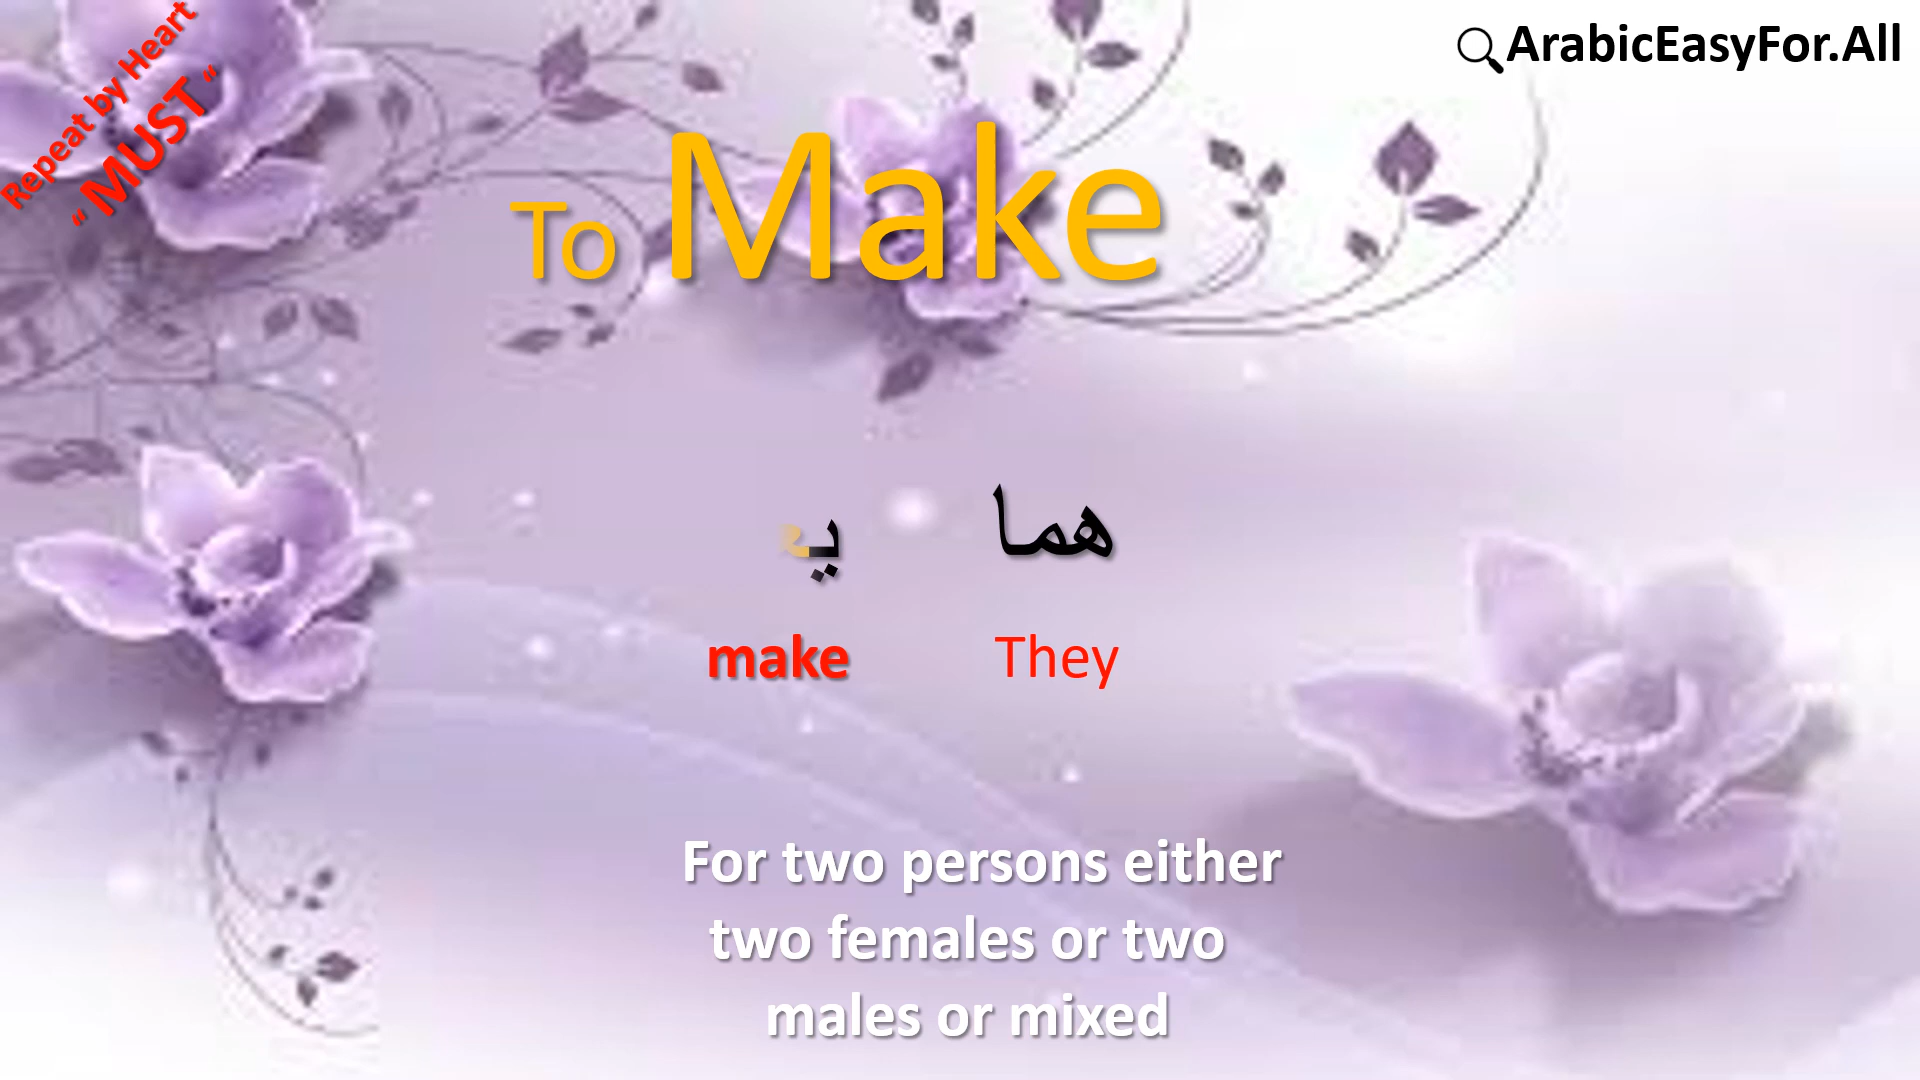 Repeat by Heart
“ MUST “
ArabicEasyFor.All
To Make
هما
They
make
For two persons either
two females or two
males or mixed